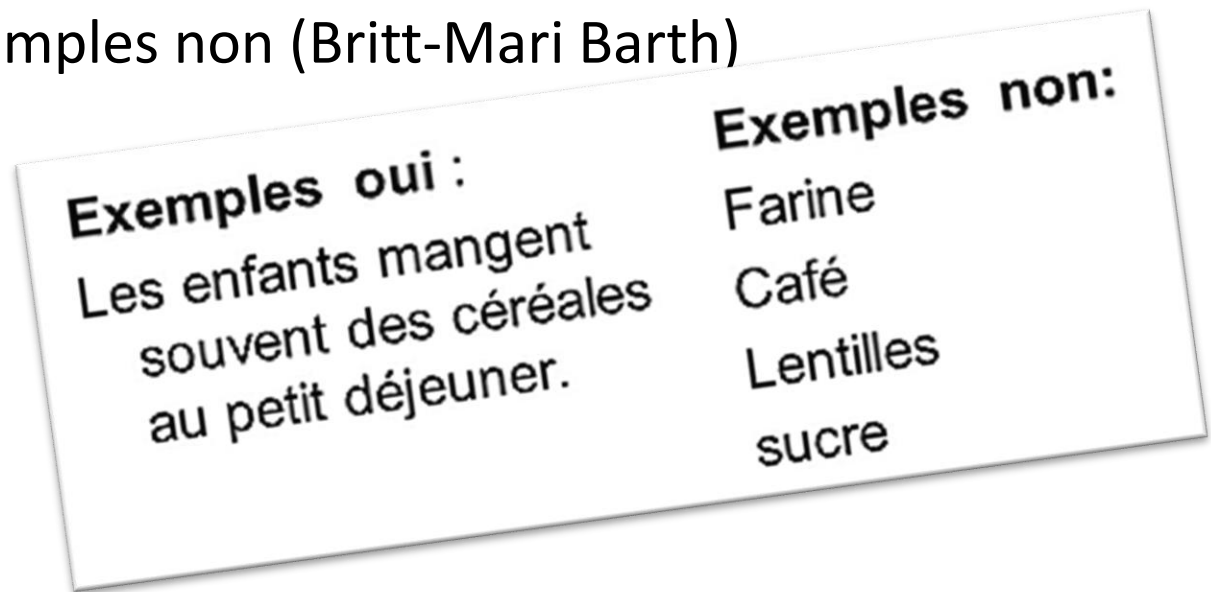 mples non (Britt-Mari Barth)
Exemples oui :
Les enfants mangent
souvent des céréales
au petit déjeuner.
Exemples non:
Farine
Café
Lentilles
sucre